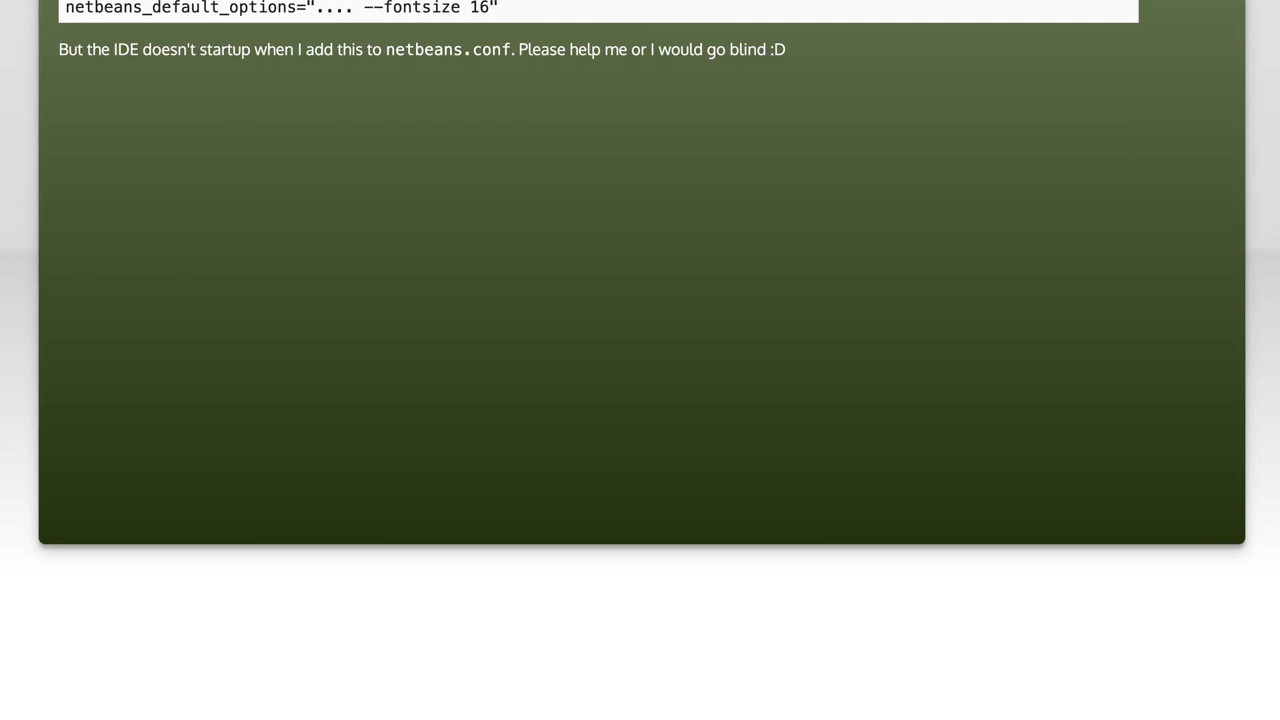 netbeans_default_options=".... --fontsize 16"
But the IDE doesn't startup when I add this to netbeans.conf. Please help me or I would go blind :D